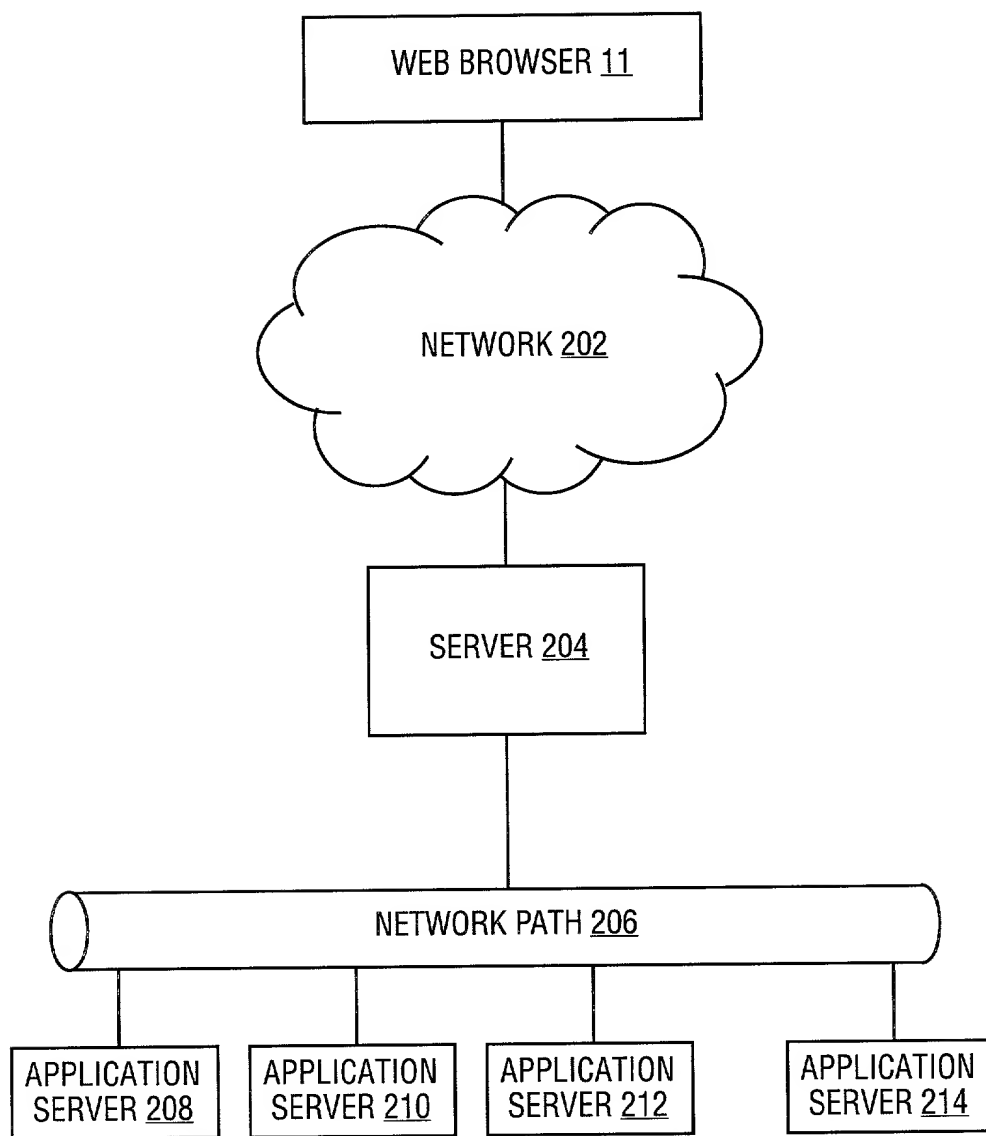 WEB BROWSER 11
NETWORK 202
SERVER 204
NETWORK PATH 206
APPLICATION
SERVER 208
APPLICATION
SERVER 210
APPLICATION
SERVER 212
APPLICATION
SERVER 214